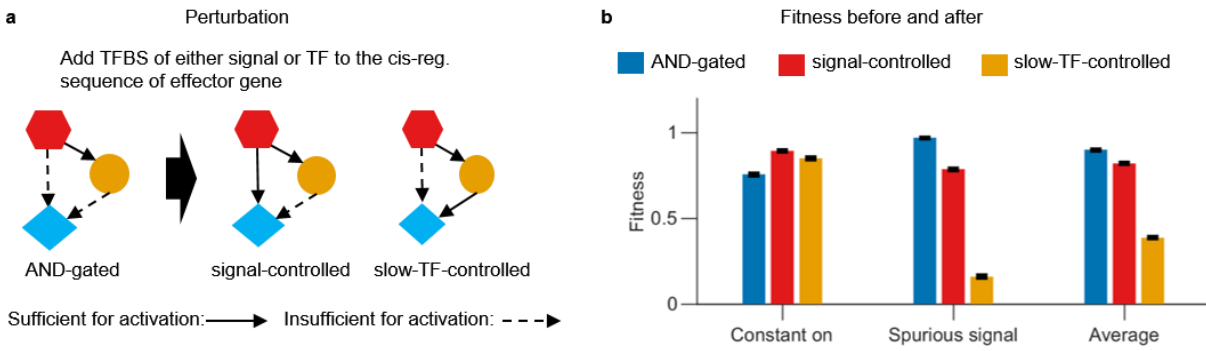 a
Perturbation
Add TFBS of either signal or TF to the cis-reg.
sequence of effector gene
AND-gated
signal-controlled
slow-TF-controlled
Sufficient for activation:
Insufficient for activation:
b
Fitness before and after
AND-gated
signal-controlled
slow-TF-controlled
Fitness
1
0.5
0
Constant on
Spurious signal
Average